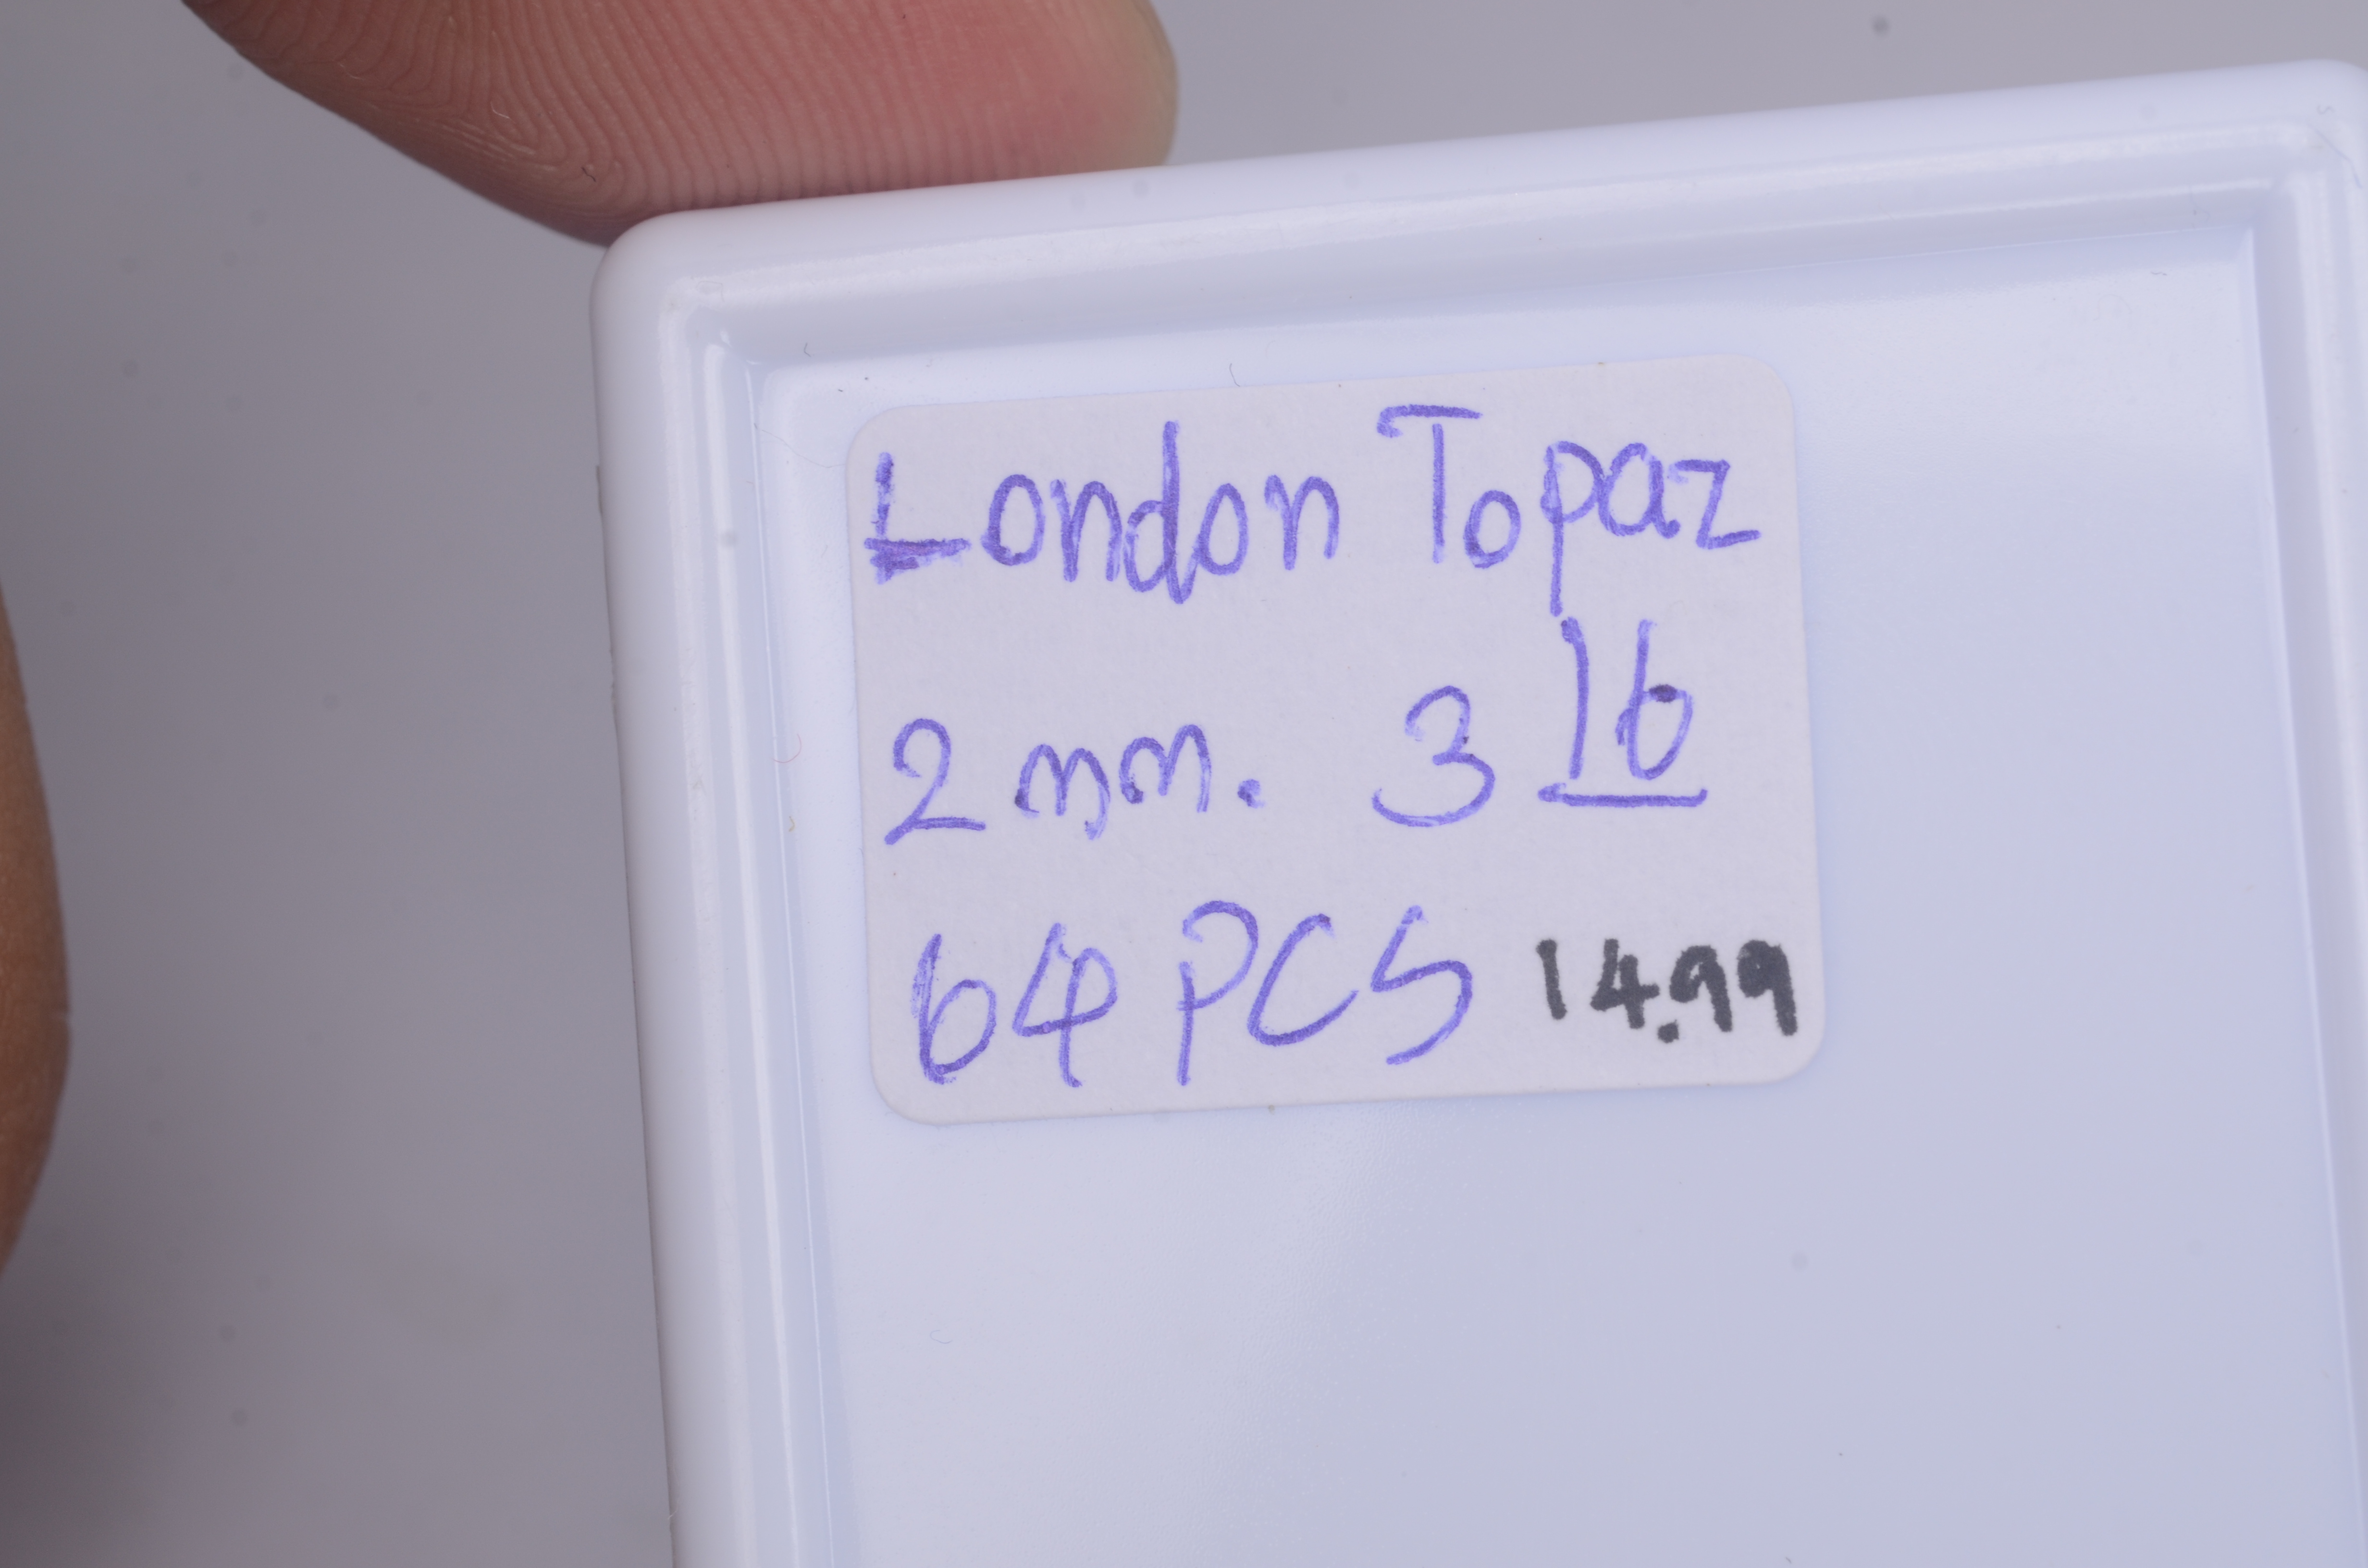 London Topaz
2 mm. 3 16
64 PCS 14.99